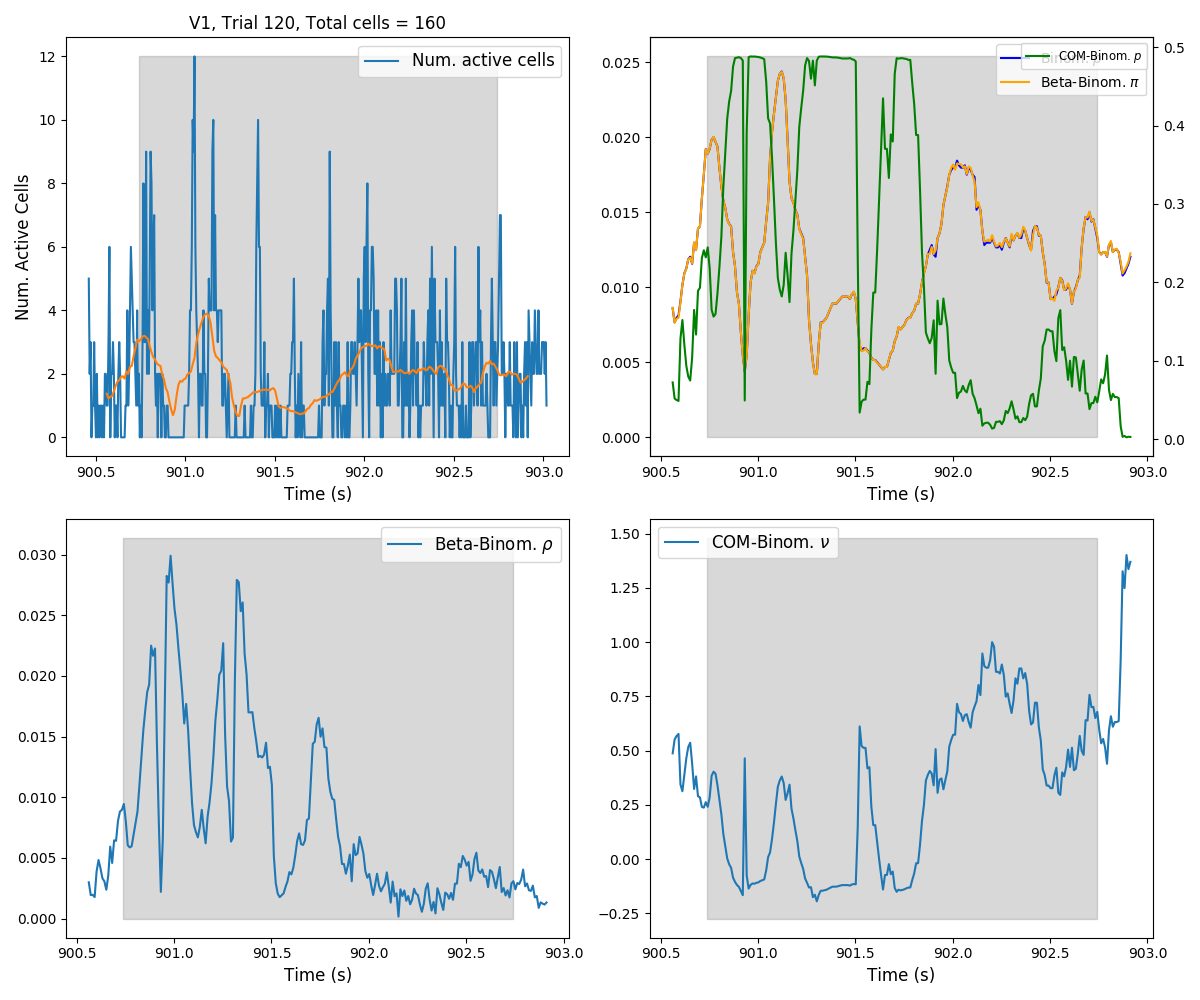 V1, Trial 120, Total cells = 160
Num. active cells
12
10
8
6
4
2
0
Num. Active Cells
900.5 901.0 901.5 902.0 902.5 903.0
Time (s)
COM-Binom. p
Beta-Binom. π
0.025
0.020
0.015
0.010
0.005
0.000
0.5
0.4
0.3
0.2
0.1
0.0
900.5 901.0 901.5 902.0 902.5 903.0
Time (s)
Beta-Binom. ρ
0.030
0.025
0.020
0.015
0.010
0.005
0.000
900.5 901.0 901.5 902.0 902.5 903.0
Time (s)
COM-Binom. ν
1.50
1.25
1.00
0.75
0.50
0.25
0.00
−0.25
900.5 901.0 901.5 902.0 902.5 903.0
Time (s)